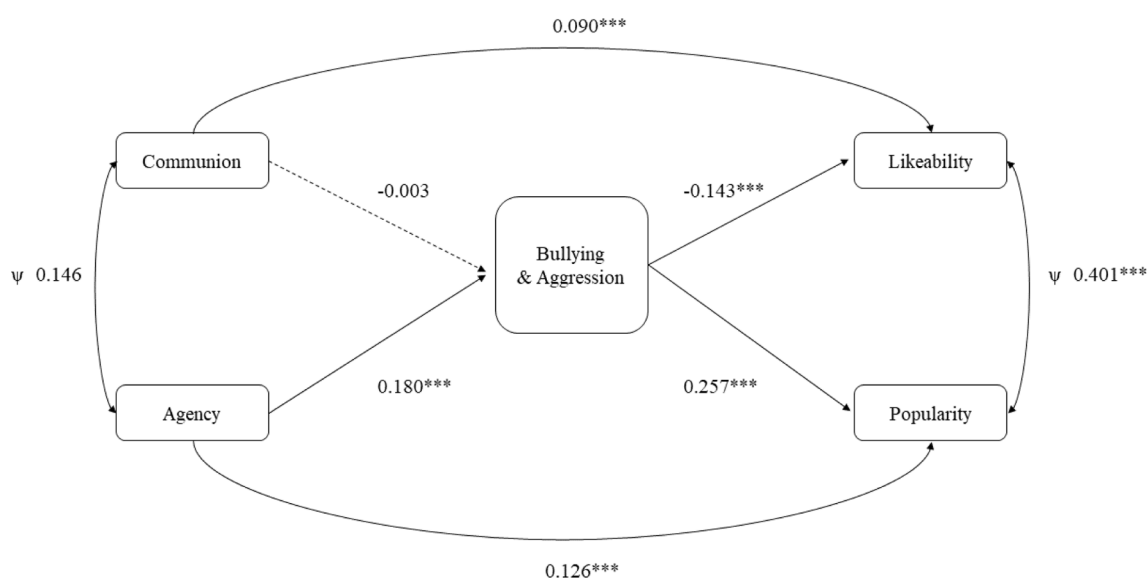 0.090***
Communion
Likeability
-0.003
-0.143***
Bullying
& Aggression
ψ 0.146
ψ 0.401***
0.180***
0.257***
Agency
Popularity
0.126***